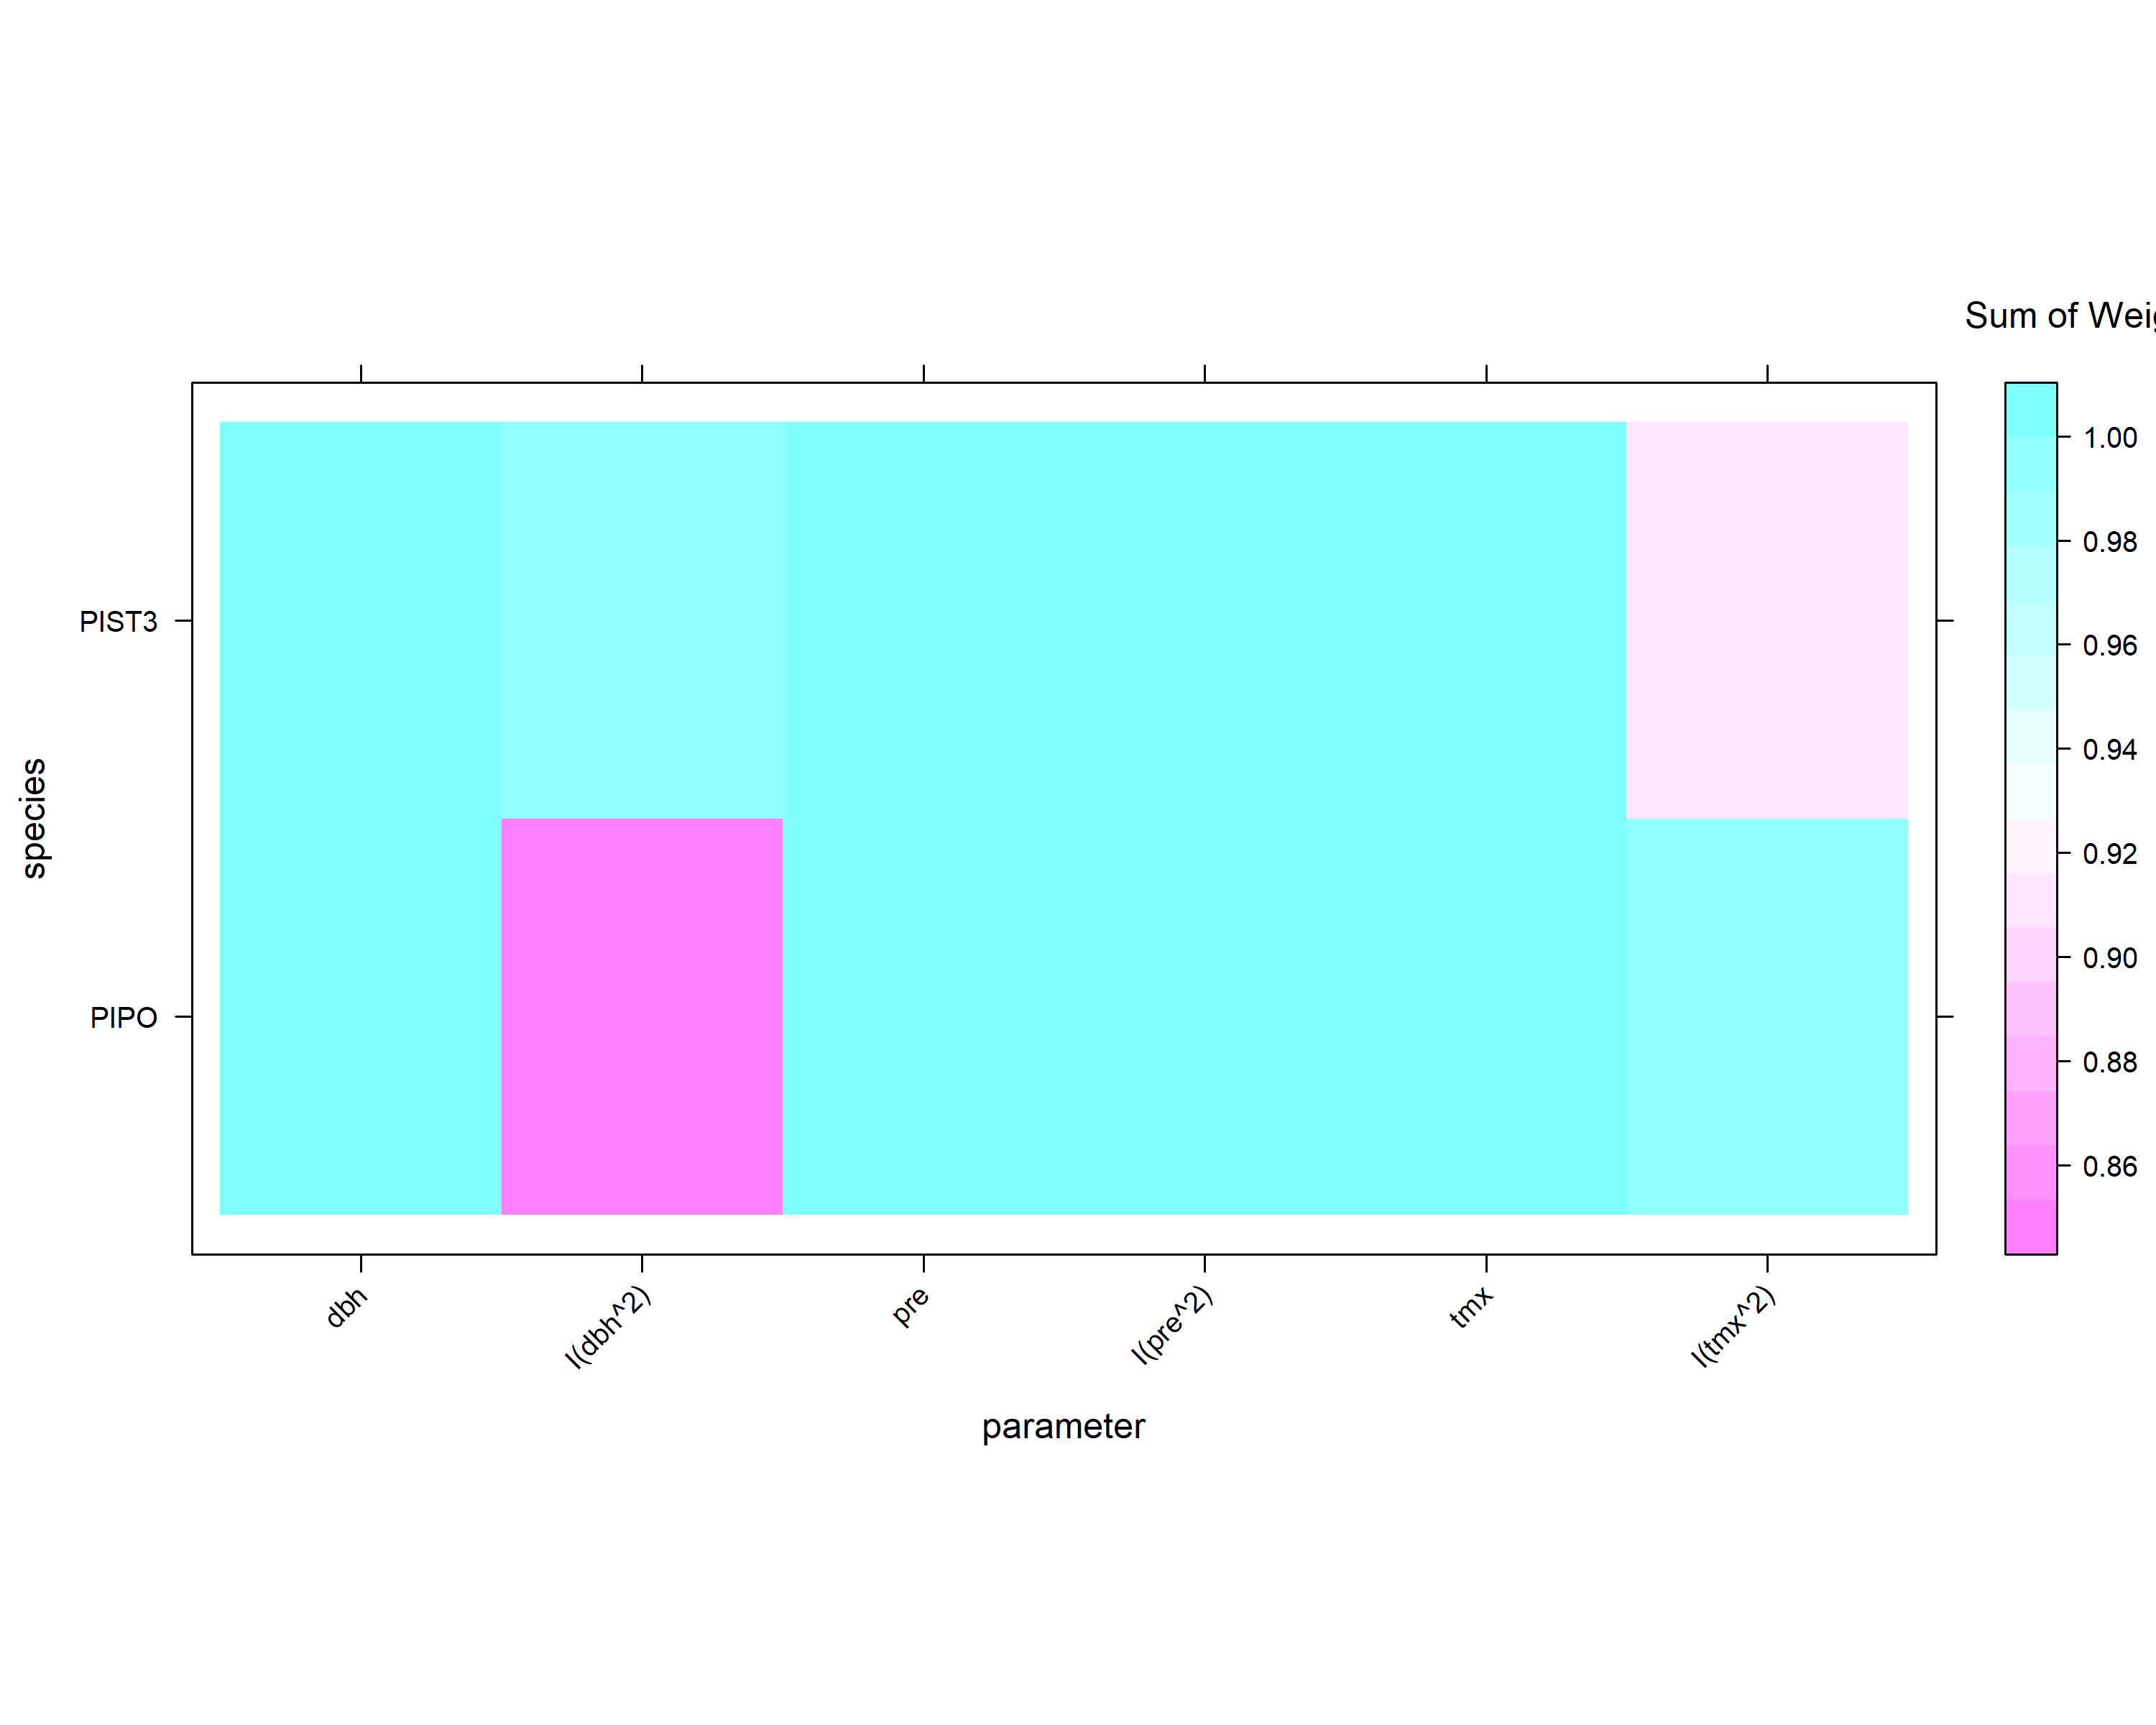 Sum of Weig
1.00
0.98
0.96
0.94
0.92
0.90
0.88
0.86
PIST3
PIPO
species
dbh
I(dbh^2)
pre
I(pre^2)
tmx
I(tmx^2)
parameter